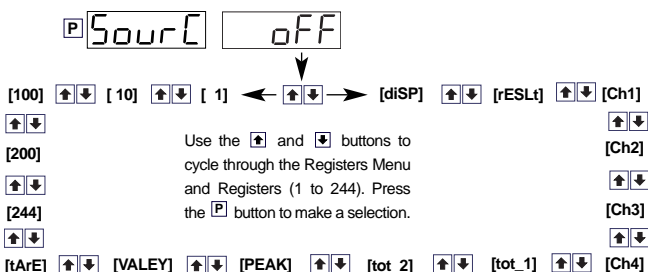 P SourC oFF
[100] [ 10] [ 1] [diSP] [rESLt] [Ch1]
[200]
[244]
Use the and buttons to
cycle through the Registers Menu
and Registers (1 to 244). Press
the P button to make a selection.
[Ch2]
[Ch3]
[tArE] [VALEY] [PEAK] [tot_2] [tot_1] [Ch4]